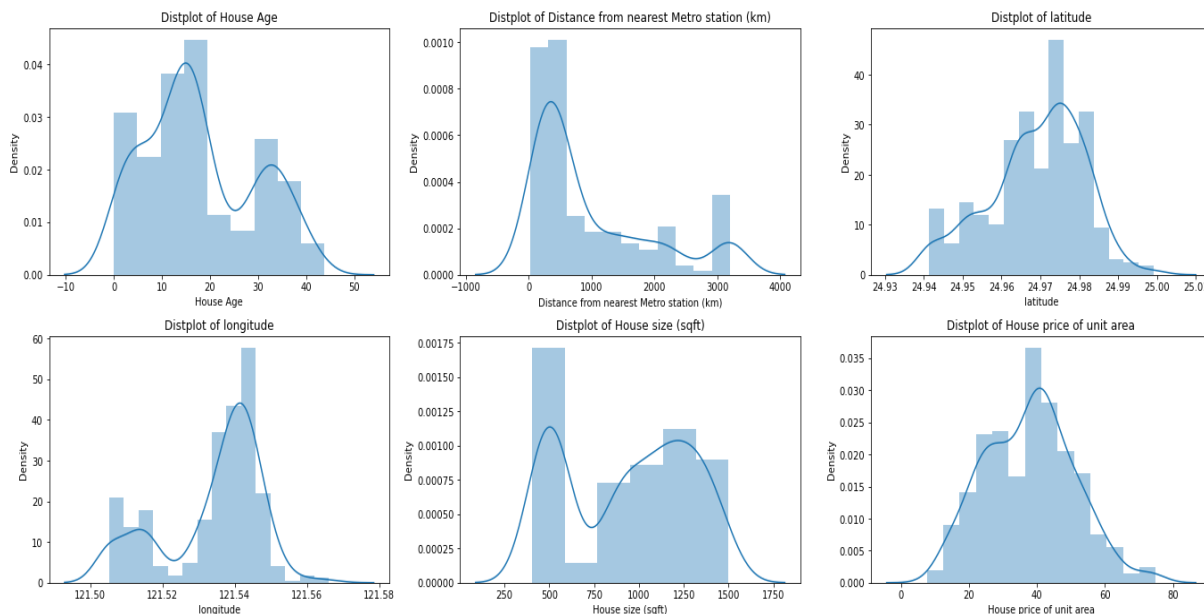 Distplot of House Age
Density
0.04
0.03
0.02
0.01
0.00
−10 0 10 20 30 40 50
House Age
Distplot of Distance from nearest Metro station (km)
Density
0.0010
0.0008
0.0006
0.0004
0.0002
0.0000
−1000 0 1000 2000 3000 4000
Distance from nearest Metro station (km)
Distplot of latitude
Density
40
30
20
10
0
24.93 24.94 24.95 24.96 24.97 24.98 24.99 25.00 25.0
latitude
Distplot of longitude
Density
60
50
40
30
20
10
0
121.50 121.52 121.54 121.56 121.58
longitude
Distplot of House size (sqft)
Density
0.00175
0.00150
0.00125
0.00100
0.00075
0.00050
0.00025
0.00000
250 500 750 1000 1250 1500 1750
House size (sqft)
Distplot of House price of unit area
Density
0.035
0.030
0.025
0.020
0.015
0.010
0.005
0.000
0 20 40 60 80
House price of unit area